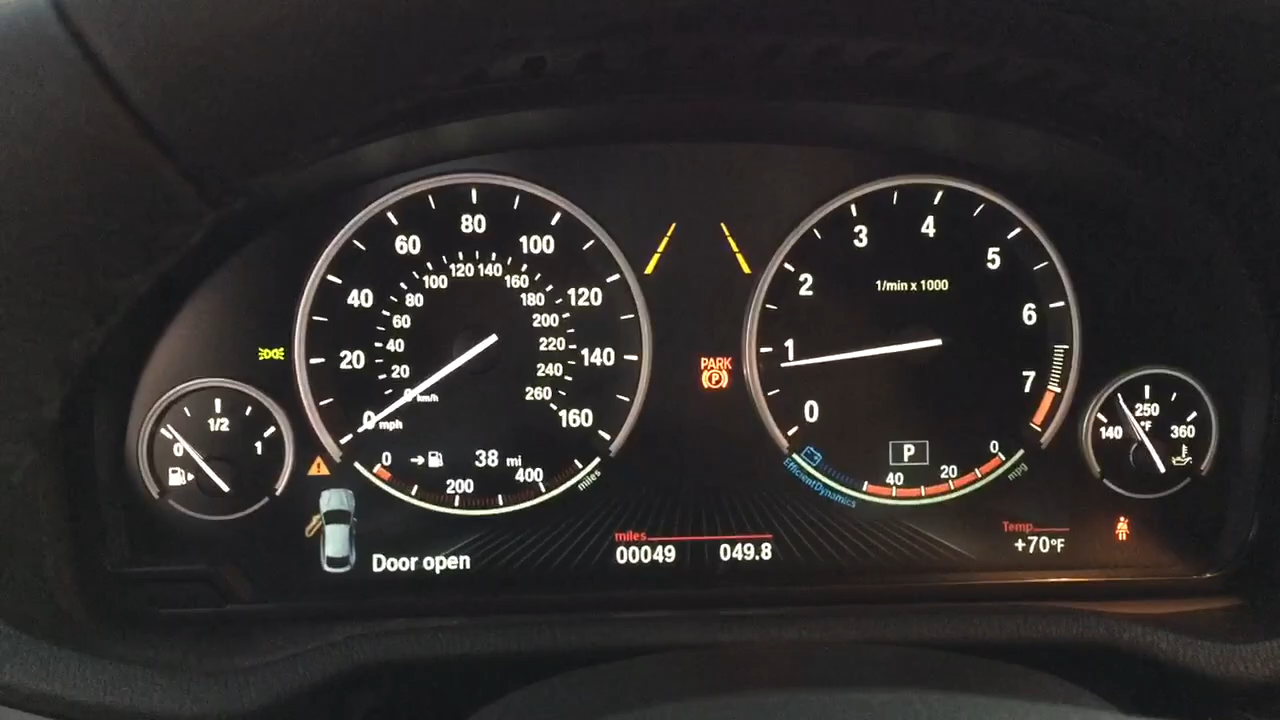 80
60 100
120 140
100 160
80 180
40 120
60 200
40 220
20 140
20 240
0 260
km/h
0 mph 160
38 mi
0
200 400
miles
Door open
0 1/2 1
PARK
P
miles
00049 049.8
4
3 5
1/min x 1000
2 6
1 7
0
P
EfficientDynamics
40 20 0
mpg
250
°F
140 360
Temp
+70°F